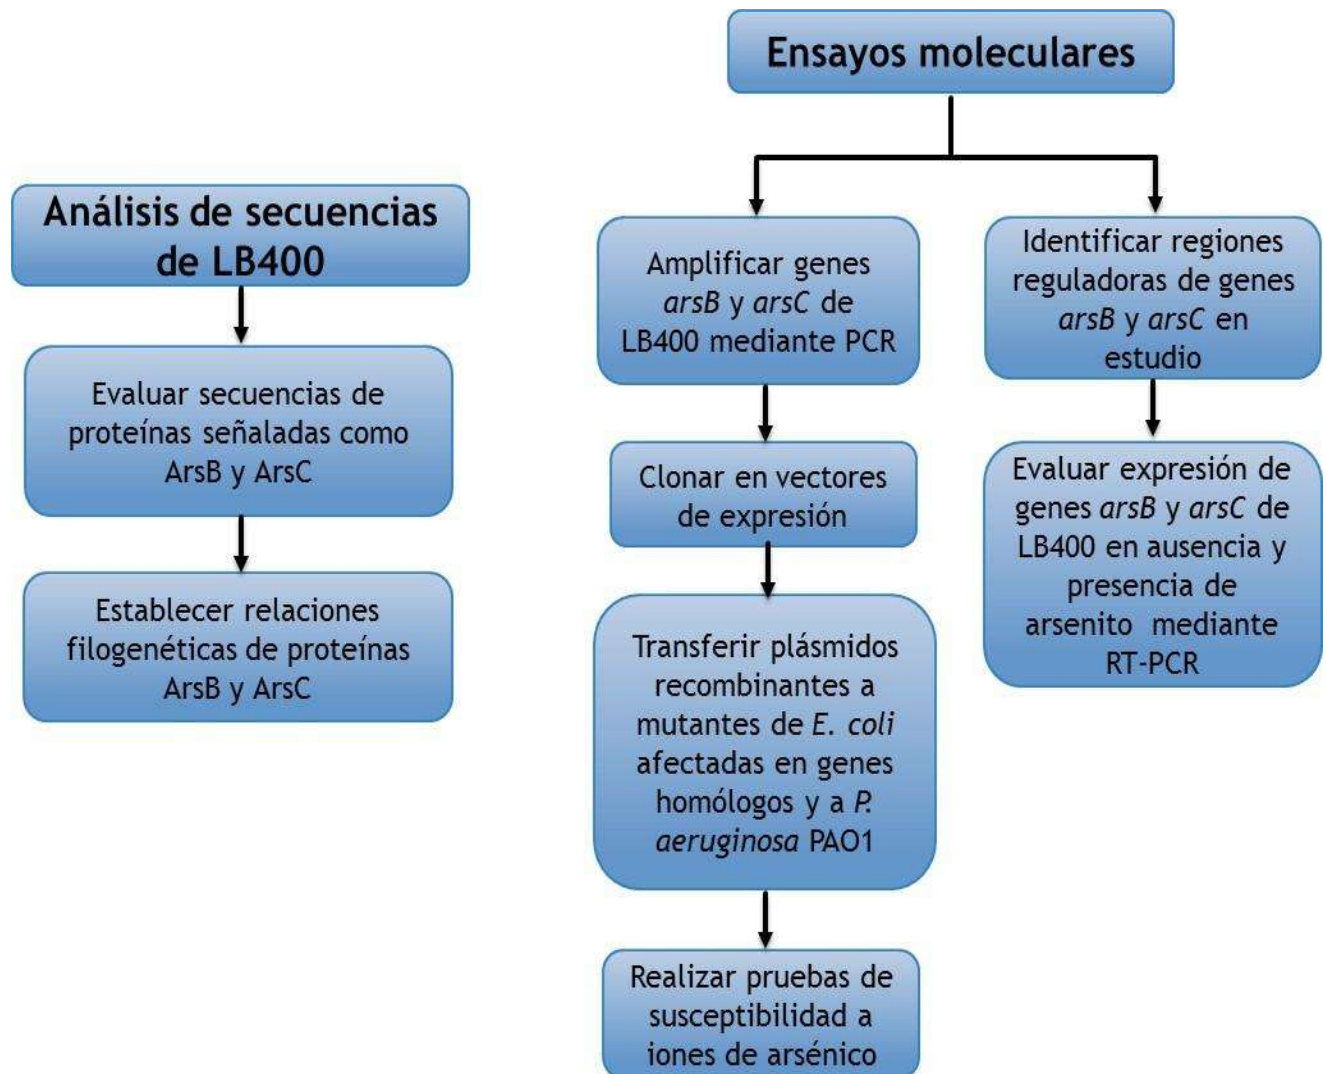 Ensayos moleculares
Análisis de secuencias
de LB400
Evaluar secuencias de
proteínas señaladas como
ArsB y ArsC
Establecer relaciones
filogenéticas de proteínas
ArsB y ArsC
Amplificar genes
arsB y arsC de
LB400 mediante PCR
Clonar en vectores
de expresión
Transferir plásmidos
recombinantes a
mutantes de E. coli
afectadas en genes
homólogos y a P.
aeruginosa PAO1
Realizar pruebas de
susceptibilidad a
iones de arsénico
Identificar regiones
reguladoras de genes
arsB y arsC en
estudio
Evaluar expresión de
genes arsB y arsC de
LB400 en ausencia y
presencia de
arsenito mediante
RT-PCR